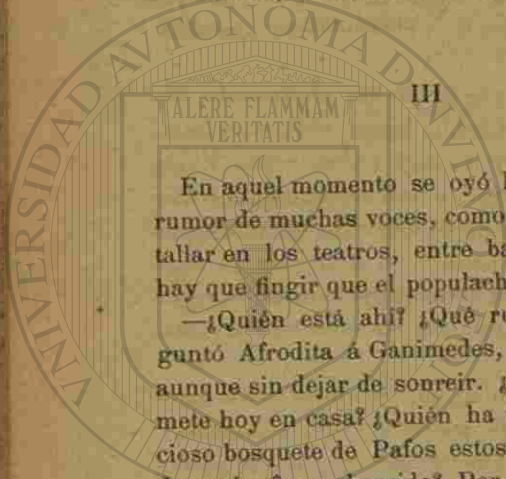 III
En aquel momento se oyó
rumor de muchas voces, como
tallar en los teatros, entre ba
hay que fingir que el populach
—¿Quién está ahí? ¿Qué r
guntó Afrodita á Ganimedes,
aunque sin dejar de sonreir.
mete hoy en casa? ¿Quién ha
cioso bosquete de Pafos estos
ALERE FLAMMAM
VERITATIS